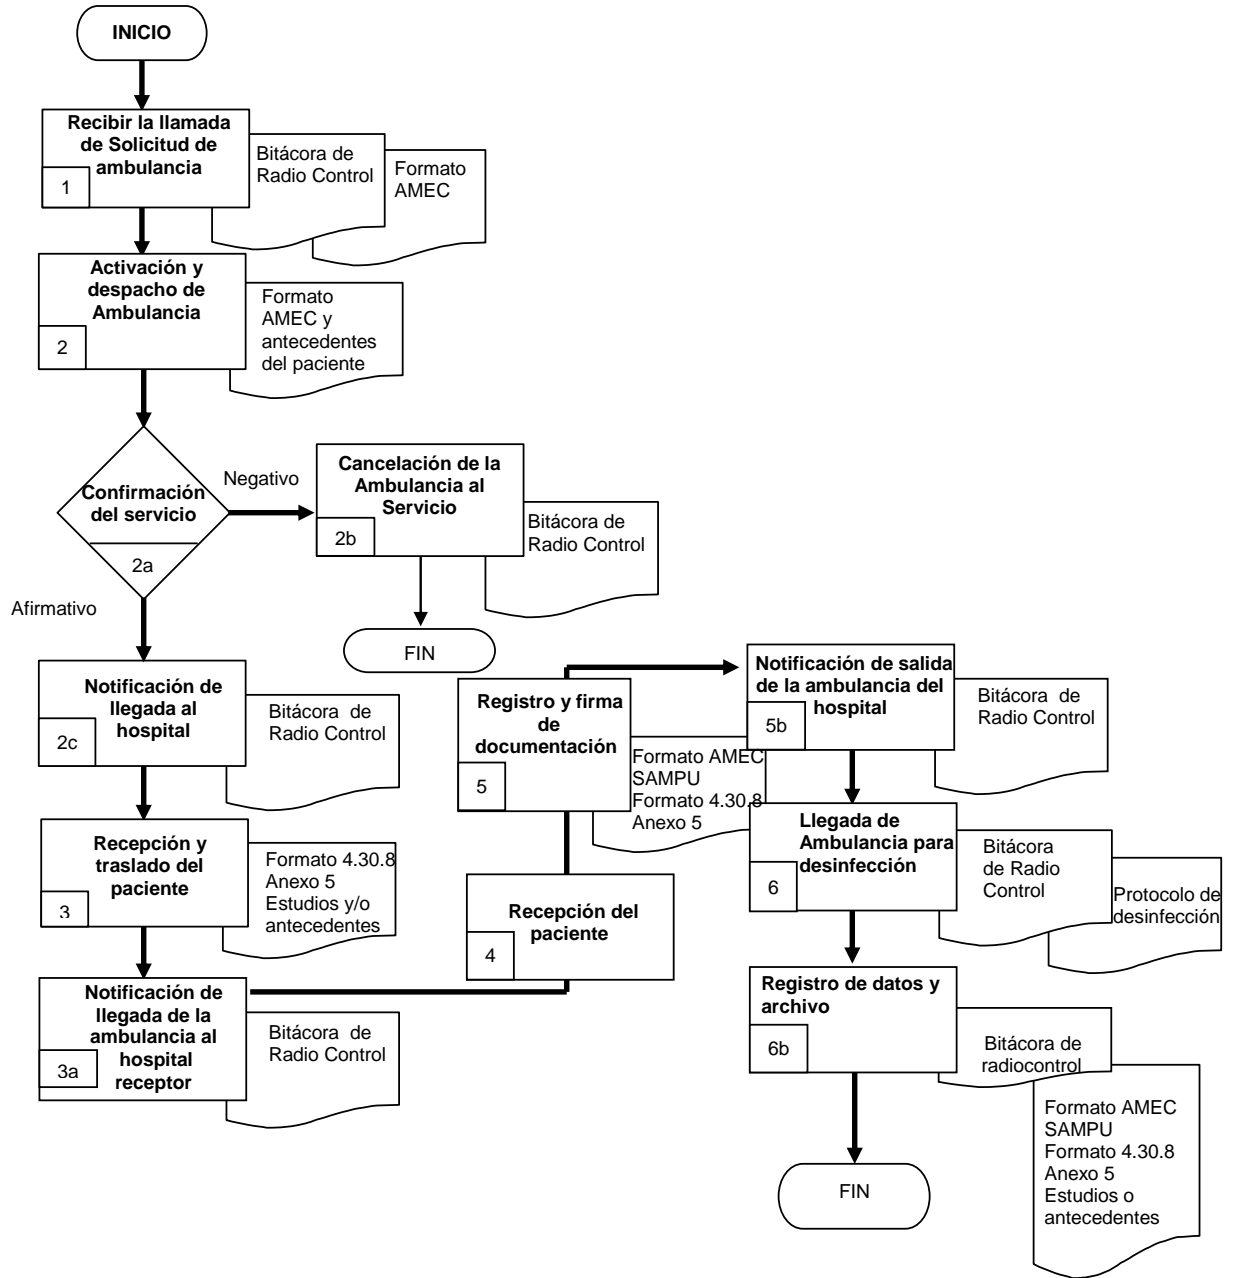 INICIO
Recibir la llamada
de Solicitud de
ambulancia
1
Bitácora de
Radio Control
Formato
AMEC
Activación y
despacho de
Ambulancia
2
Formato
AMEC y
antecedentes
del paciente
Confirmación
del servicio
2a
Negativo
Afirmativo
Cancelación de la
Ambulancia al
Servicio
2b
Bitácora de
Radio Control
FIN
Notificación de
llegada al
hospital
2c
Bitácora de
Radio Control
Recepción y
traslado del
paciente
3
Formato 4.30.8
Anexo 5
Estudios y/o
antecedentes
Notificación de
llegada de la
ambulancia al
hospital
receptor
3a
Bitácora de
Radio Control
Recepción del
paciente
4
Registro y firma
de
documentación
5
Formato AMEC
SAMPU
Formato 4.30.8
Anexo 5
Notificación de salida
de la ambulancia del
hospital
5b
Bitácora de
Radio Control
Llegada de
Ambulancia para
desinfección
6
Bitácora
de Radio
Control
Protocolo de
desinfección
Registro de datos y
archivo
6b
Bitácora de
radiocontrol
Formato AMEC
SAMPU
Formato 4.30.8
Anexo 5
Estudios o
antecedentes
FIN